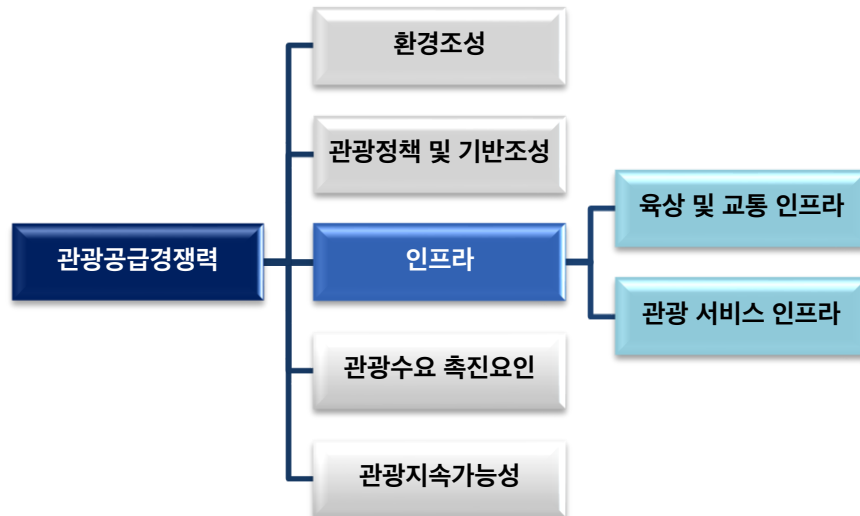 환경조성
관광정책 및 기반조성
육상 및 교통 인프라
관광공급경쟁력
인프라
관광 서비스 인프라
관광수요 촉진요인
관광지속가능성